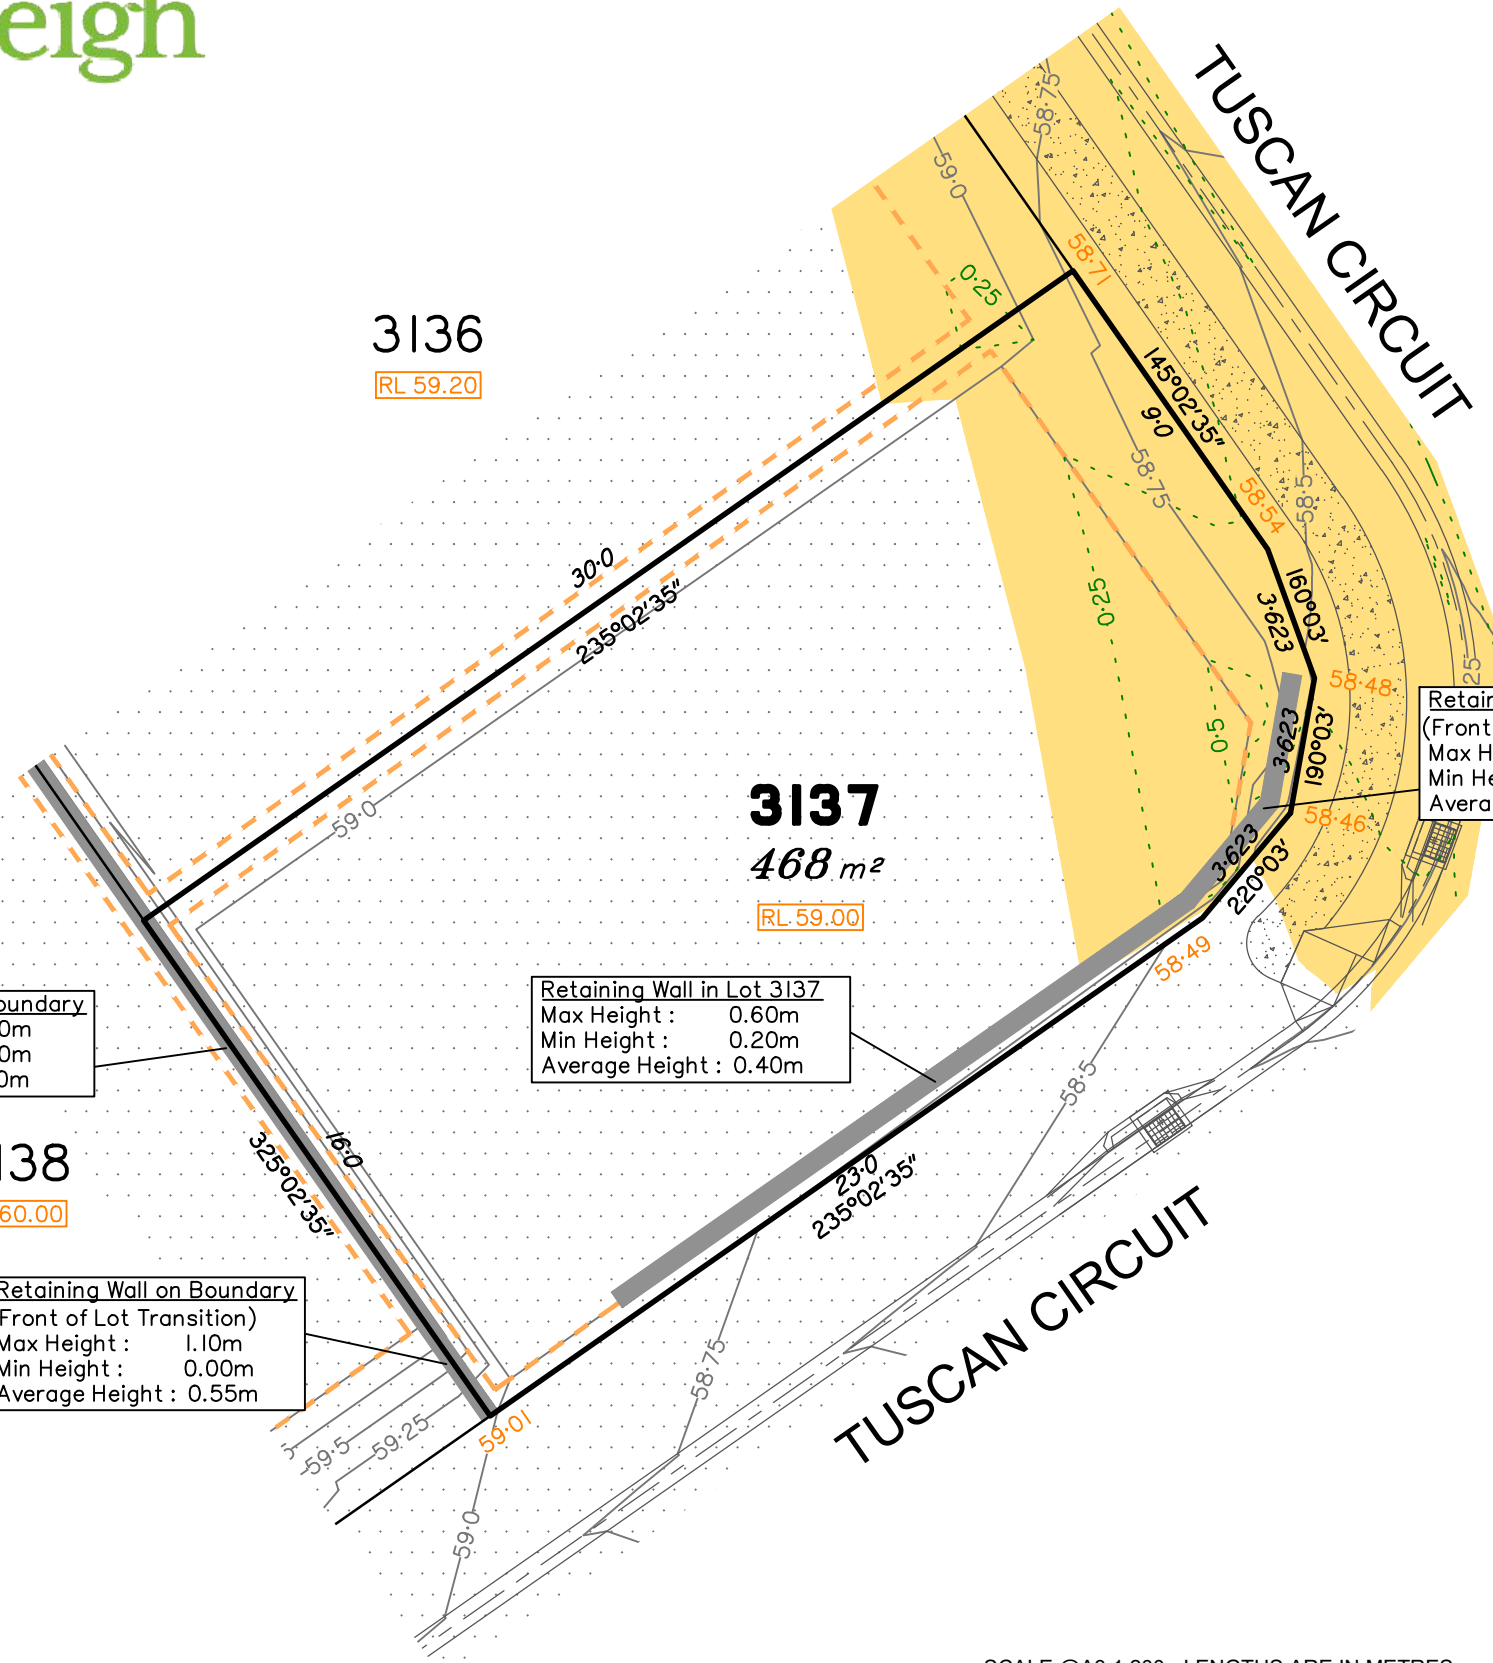 eigh
TUSCAN CIRCUIT
58·75
59·0
58·71
0·25
3136
RL 59.20
145°02'35"
9·0
58·75
58·54
58·5
30·0
235°02'35"
160°03'
3·623
0·25
58·48
25
0·5
3·623
190°03'
Retain
(Front
Max H
Min He
Avera
58·46
59·0
3137
468 m²
RL 59.00
3·623
220°03'
58·49
Retaining Wall in Lot 3137
Max Height : 0.60m
Min Height : 0.20m
Average Height : 0.40m
oundary
0m
0m
0m
58·5
138
60.00
16·0
325°02'35"
23·0
235°02'35"
TUSCAN CIRCUIT
Retaining Wall on Boundary
Front of Lot Transition)
Max Height : 1.10m
Min Height : 0.00m
Average Height : 0.55m
58·75
59·01
59·25
59·5
59·0